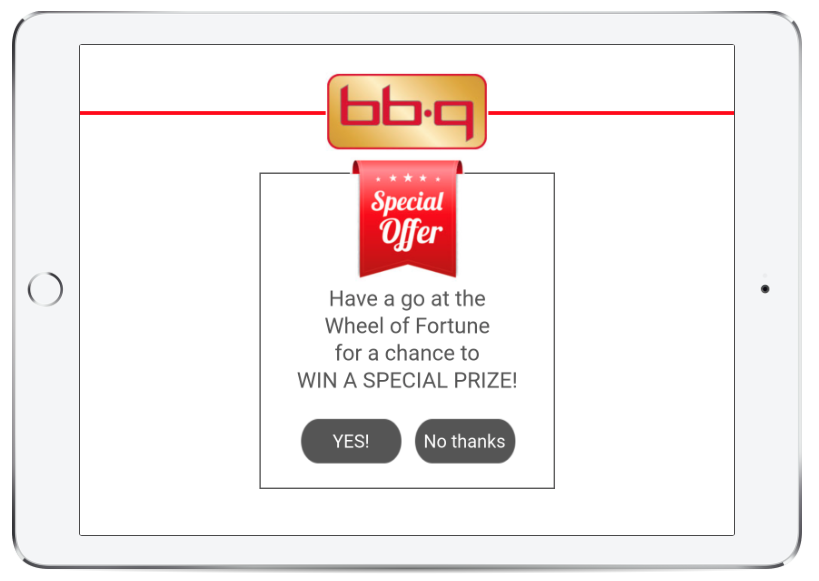 bb.q
Special
Offer
Have a go at the
Wheel of Fortune
for a chance to
WIN A SPECIAL PRIZE!
YES! No thanks